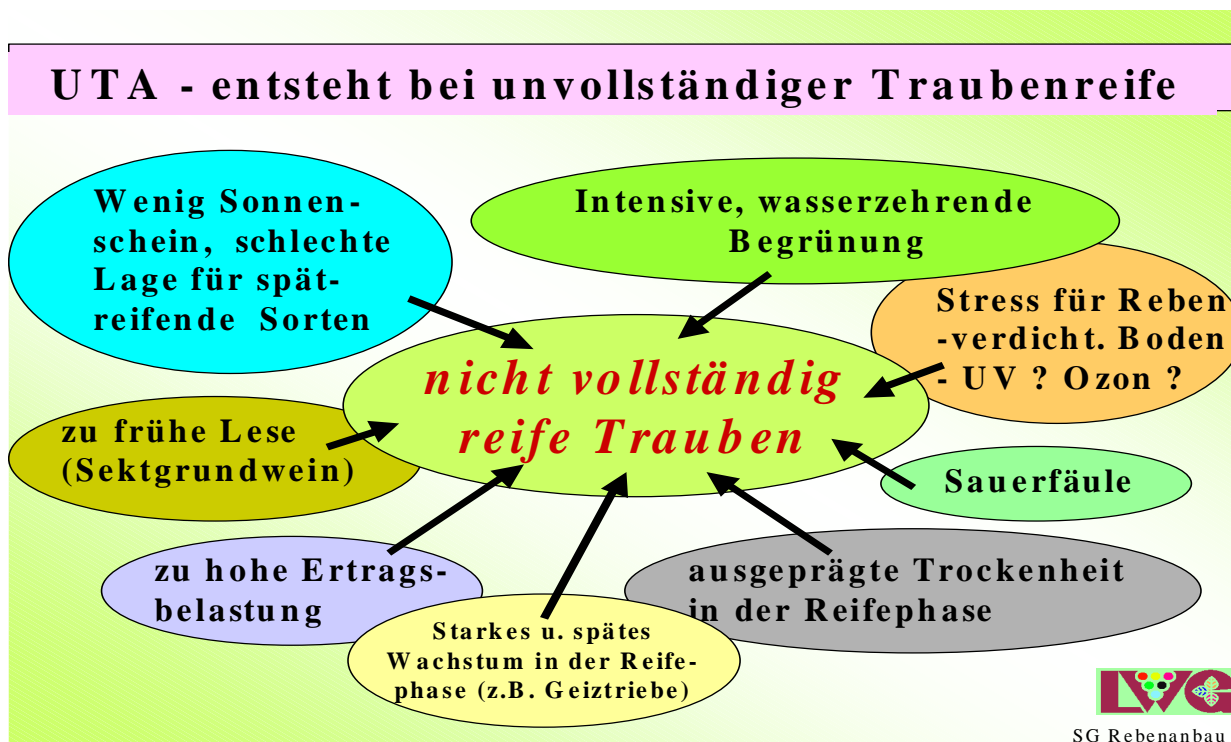 UTA - entsteht bei unvollständiger Traubenreife
Wenig Sonnen-
schein, schlechte
Lage für spät-
reifende Sorten
Intensive, wasserzehrende
Begrünung
Stress für Reben
-verdicht. Boden
- UV ? Ozon ?
nicht vollständig
reife Trauben
zu frühe Lese
(Sektgrundwein)
Sauerfäule
zu hohe Ertrags-
belastung
ausgeprägte Trockenheit
in der Reifephase
Starkes u. spätes
Wachstum in der Reife-
phase (z.B. Geiztriebe)
LWG
SG Rebenanbau